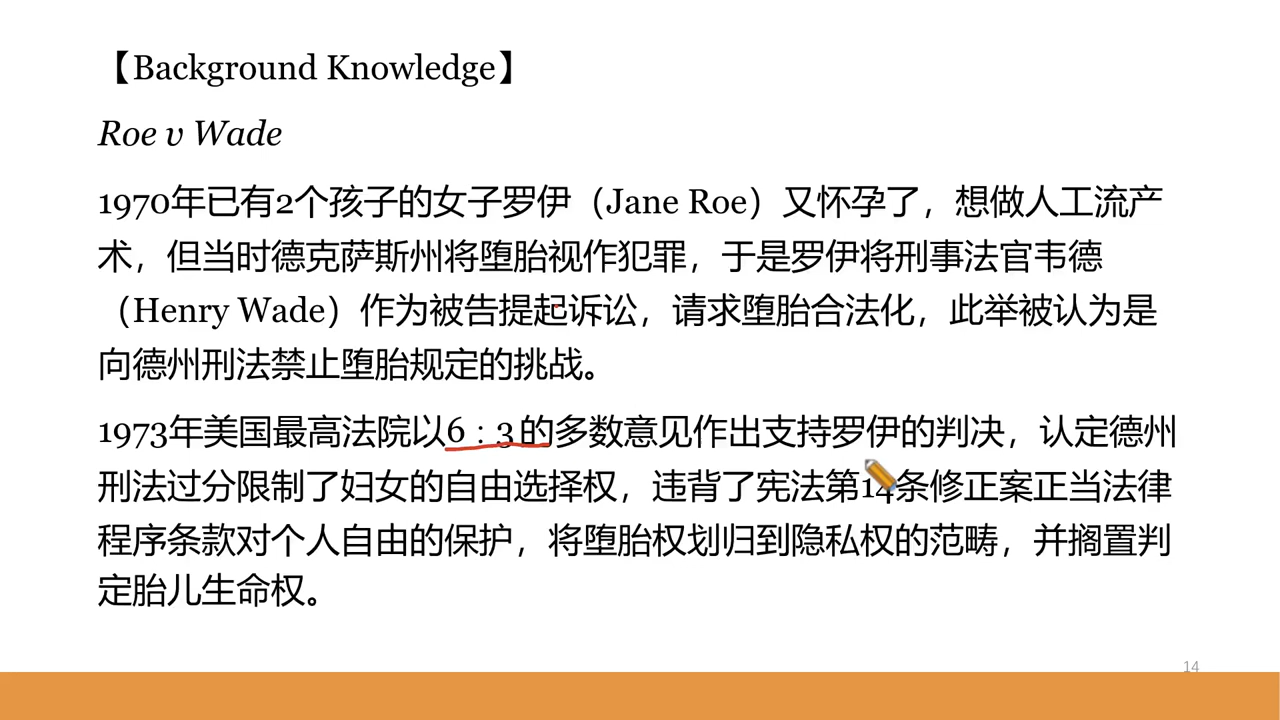 【Background Knowledge】
Roe v Wade
1970年已有2个孩子的女子罗伊（Jane Roe）又怀孕了，想做人工流产
术，但当时德克萨斯州将堕胎视作犯罪，于是罗伊将刑事法官韦德
（Henry Wade）作为被告提起诉讼，请求堕胎合法化，此举被认为是
向德州刑法禁止堕胎规定的挑战。
1973年美国最高法院以6 : 3的多数意见作出支持罗伊的判决，认定德州
刑法过分限制了妇女的自由选择权，违背了宪法第14条修正案正当法律
程序条款对个人自由的保护，将堕胎权划归到隐私权的范畴，并搁置判
定胎儿生命权。
14